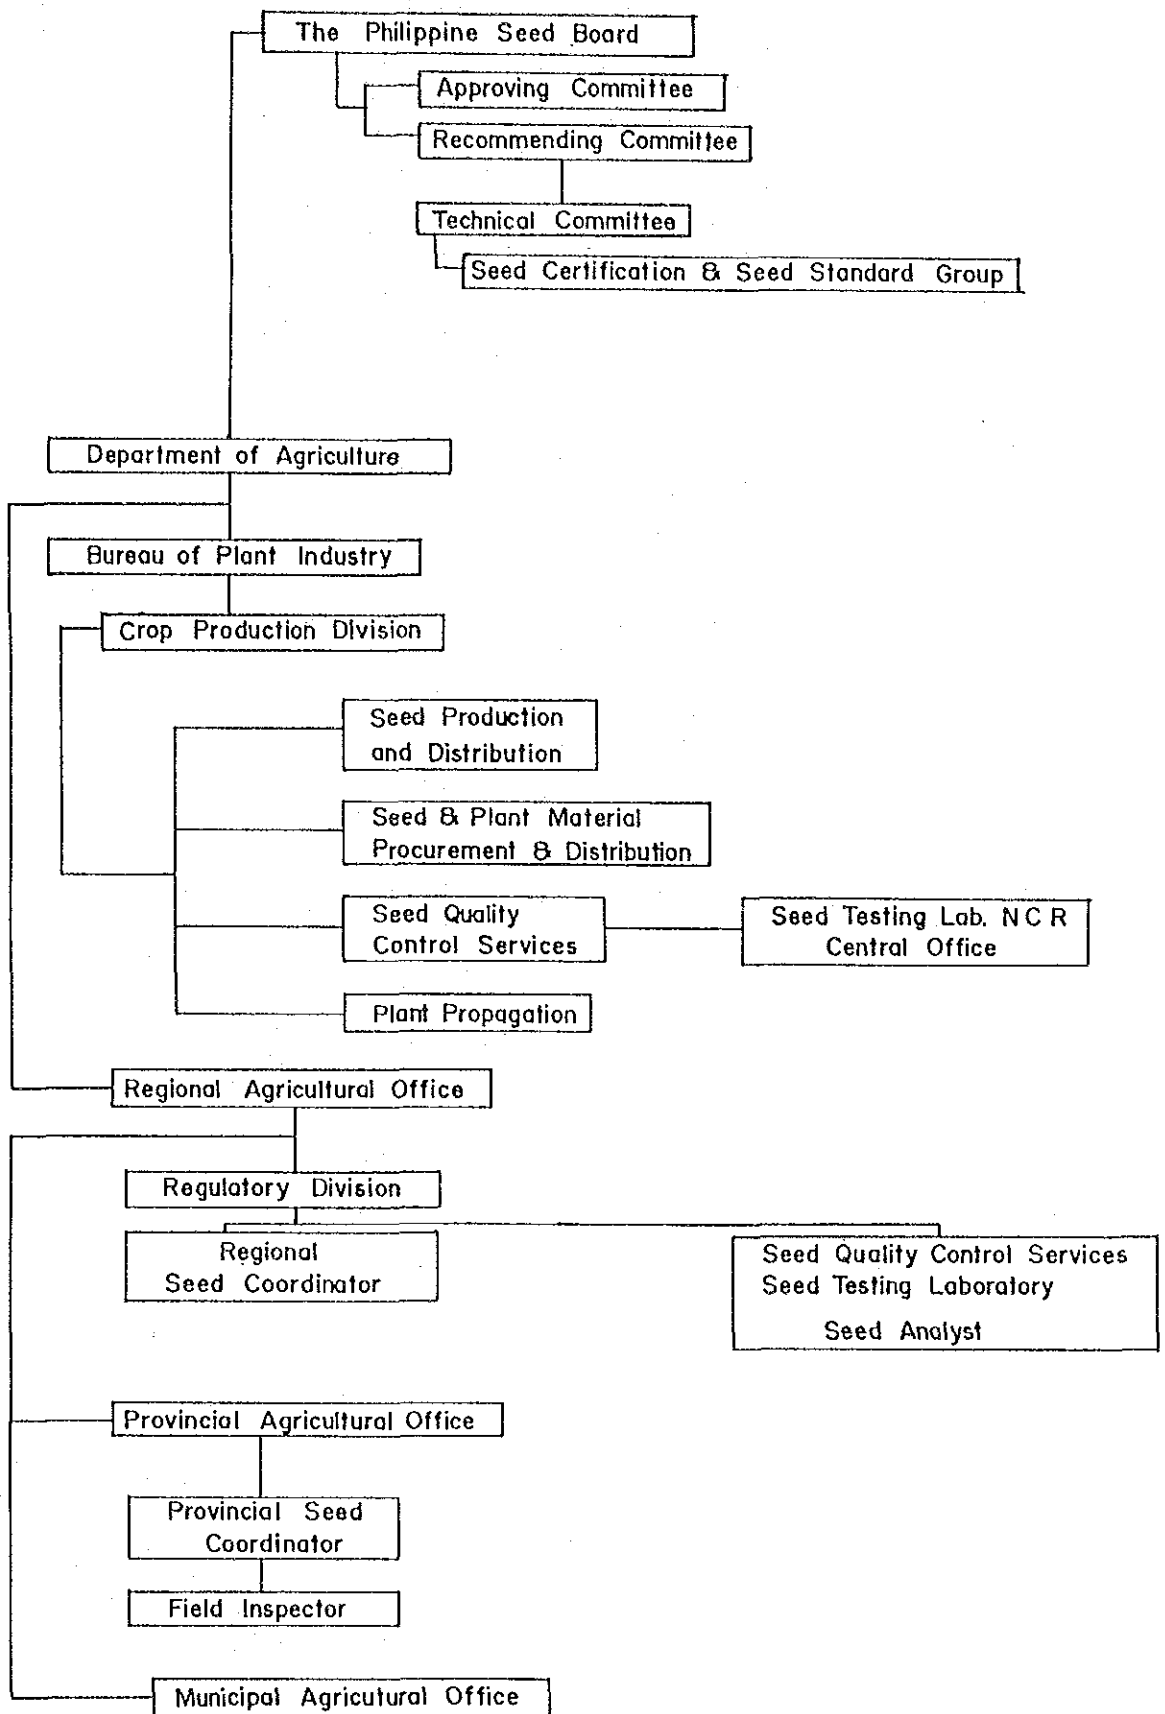 The Philippine Seed Board
Approving Committee
Recommending Committee
Technical Committee
Seed Certification & Seed Standard Group
Department of Agriculture
Bureau of Plant Industry
Crop Production Division
Seed Production
and Distribution
Seed & Plant Material
Procurement & Distribution
Seed Quality
Control Services
Seed Testing Lab. N C R
Central Office
Plant Propagation
Regional Agricultural Office
Regulatory Division
Regional
Seed Coordinator
Seed Quality Control Services
Seed Testing Laboratory
Seed Analyst
Provincial Agricultural Office
Provincial Seed
Coordinator
Field Inspector
Municipal Agricutural Office